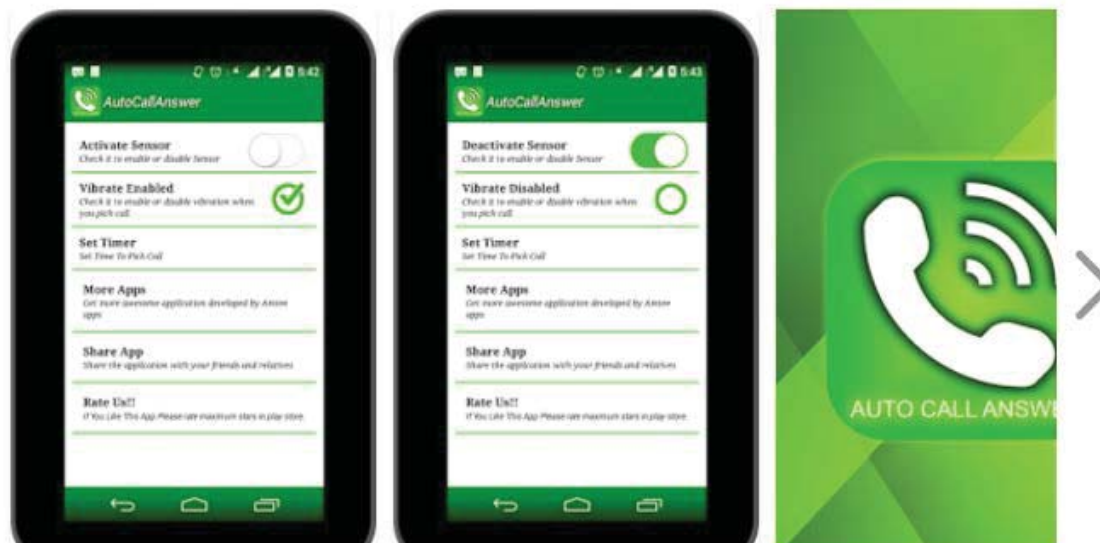 5:42
AutoCallAnswer
Activate Sensor
Check it to enable or disable Sensor
Vibrate Enabled
Check it to enable or disable vibration when
you pick call
Set Timer
Set Time To Pick Call
More Apps
Get more awesome application developed by
apps
Share App
Share the application with your friends and relatives
Rate Us!!
If You Like This App Please rate maximum stars in play store
5:43
AutoCallAnswer
Deactivate Sensor
Check it to enable or disable Sensor
Vibrate Disabled
Check it to enable or disable vibration when
you pick call
Set Timer
Set Time To Pick Call
More Apps
Get more awesome application developed by
apps
Share App
Share the application with your friends and relatives
Rate Us!!
If You Like This App Please rate maximum stars in play store
AUTO CALL ANSWE